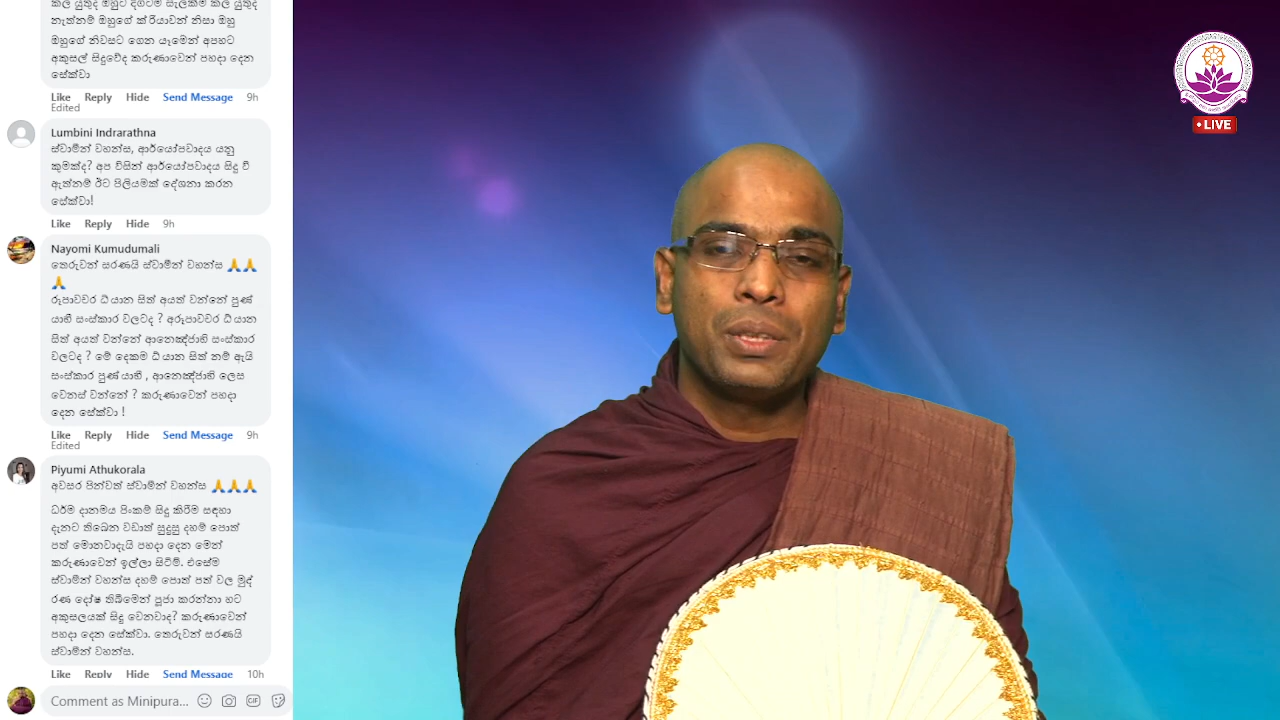 කල යුතුද ඔහුට දිගටම සැලකීම කල යුතුද
නැත්නම් ඔහුගේ ක්‍රියාවන් නිසා ඔහු
ඔහුගේ නිවසට ගෙන යෑමෙන් අපහට
අකුසල් සිදුවේද කරුණාවෙන් පහදා දෙන
සේක්වා
Like Reply Hide Send Message 9h
Edited
Lumbini Indrarathna
ස්වාමින් වහන්ස, ආර්යෝපවාදය යනු
කුමක්ද? අප විසින් ආර්යෝපවාදය සිදු වී
ඇත්නම් ඊට පිලියමක් දේශනා කරන
සේක්වා!
Like Reply Hide 9h
Nayomi Kumudumali
තෙරුවන් සරණයි ස්වාමින් වහන්ස 🙏🙏
🙏
රූපාවචර ධ්‍යාන සිත් අයත් වන්නේ පුණ්
යාභි සංස්කාර වලටද ? අරූපාවචර ධ්‍යාන
සිත් අයත් වන්නේ ආනෙඤ්ජාභි සංස්කාර
වලටද ? මේ දෙකම ධ්‍යාන සිත් නම් ඇයි
සංස්කාර පුණ්‍යාභි , ආනෙඤ්ජාභි ලෙස
වෙනස් වන්නේ ? කරුණාවෙන් පහදා
දෙන සේක්වා !
Like Reply Hide Send Message 9h
Edited
Piyumi Athukorala
අවසර පින්වත් ස්වාමින් වහන්ස 🙏🙏🙏
ධර්ම දානමය පිංකම් සිදු කිරීම සඳහා
දැනට තිබෙන වඩාත් සුදුසු දහම් පොත්
පත් මොනවාදැයි පහදා දෙන මෙන්
කරුණාවෙන් ඉල්ලා සිටිමි. එසේම
ස්වාමින් වහන්ස දහම් පොත් පත් වල මුද්
රණ දෝෂ තිබීමෙන් පූජා කරන්නා හට
අකුසලයක් සිදු වෙනවාද? කරුණාවෙන්
පහදා දෙන සේක්වා. තෙරුවන් සරණයි
ස්වාමින් වහන්ස.
Like Reply Hide Send Message 10h
Comment as Minipura...
GIF
LIVE